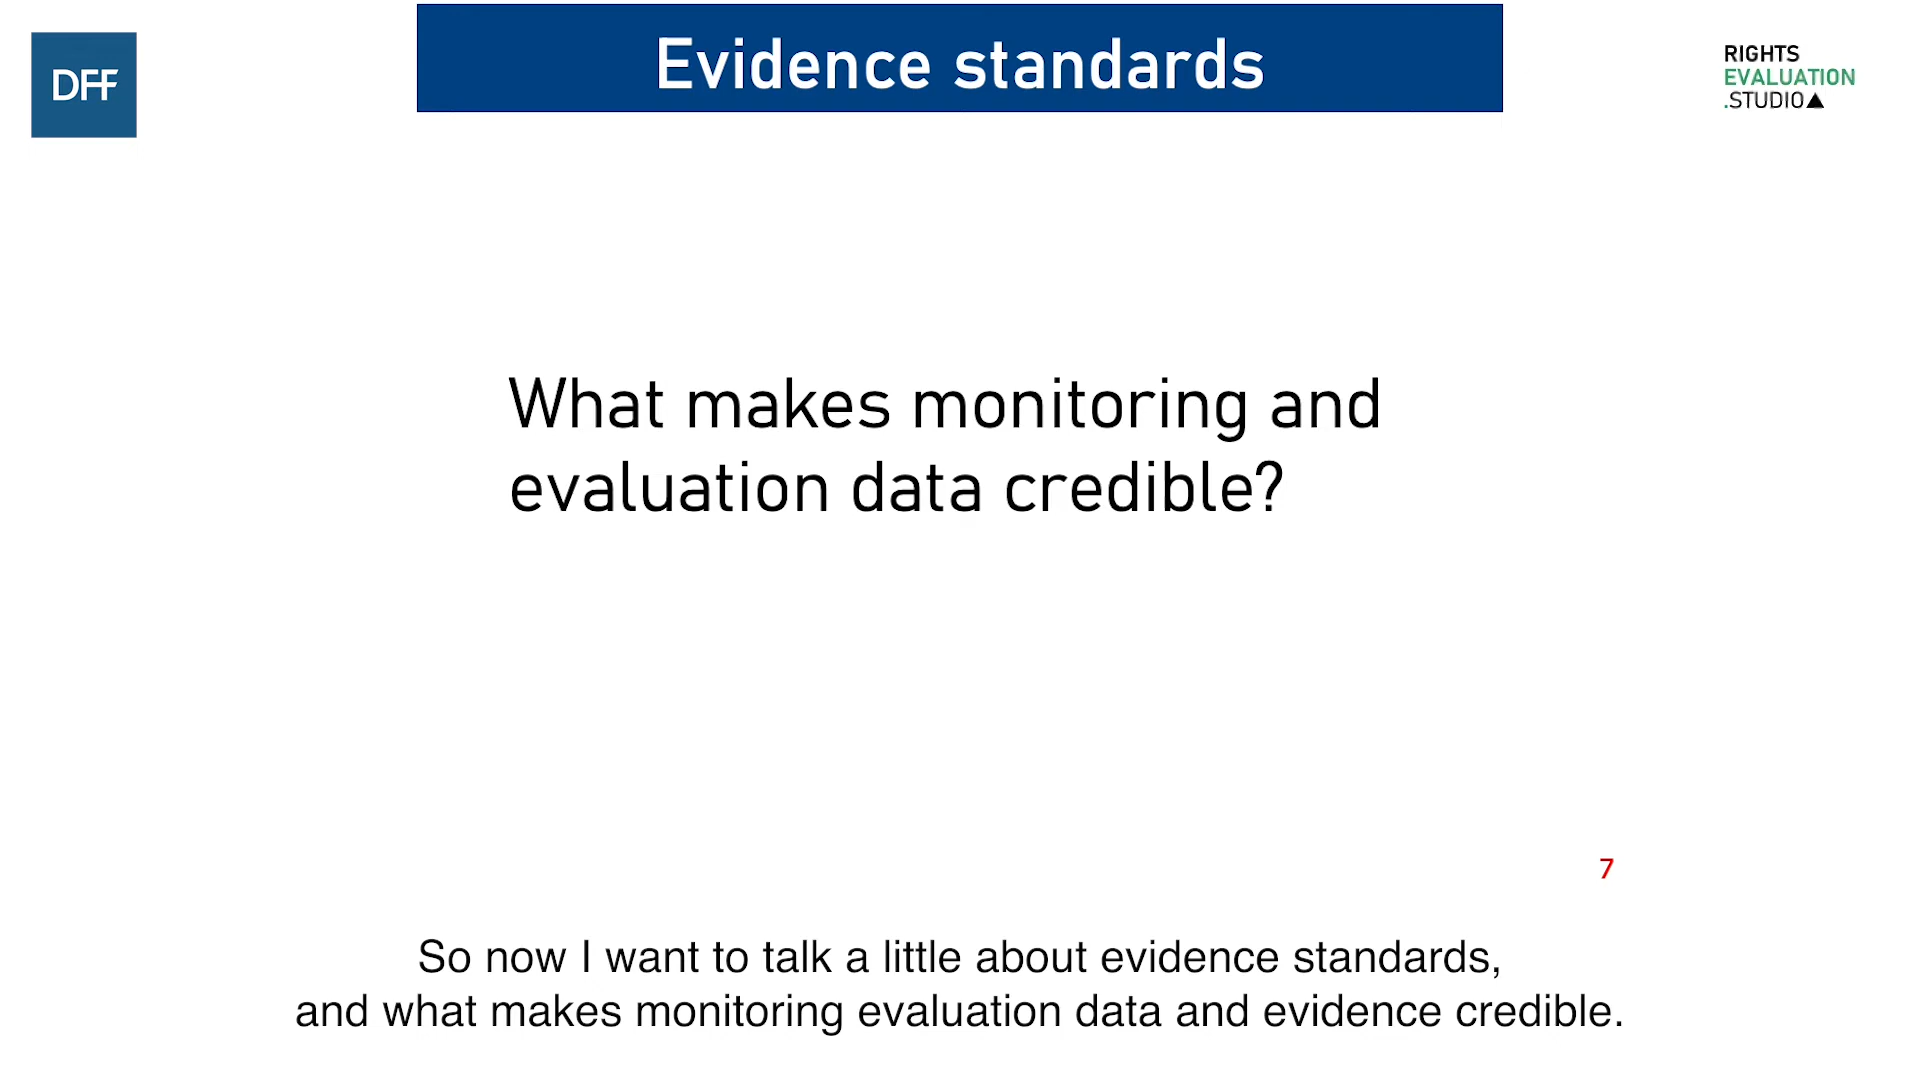 DFF
Evidence standards
RIGHTS
EVALUATION
.STUDIO
What makes monitoring and
evaluation data credible?
7
So now I want to talk a little about evidence standards,
and what makes monitoring evaluation data and evidence credible.